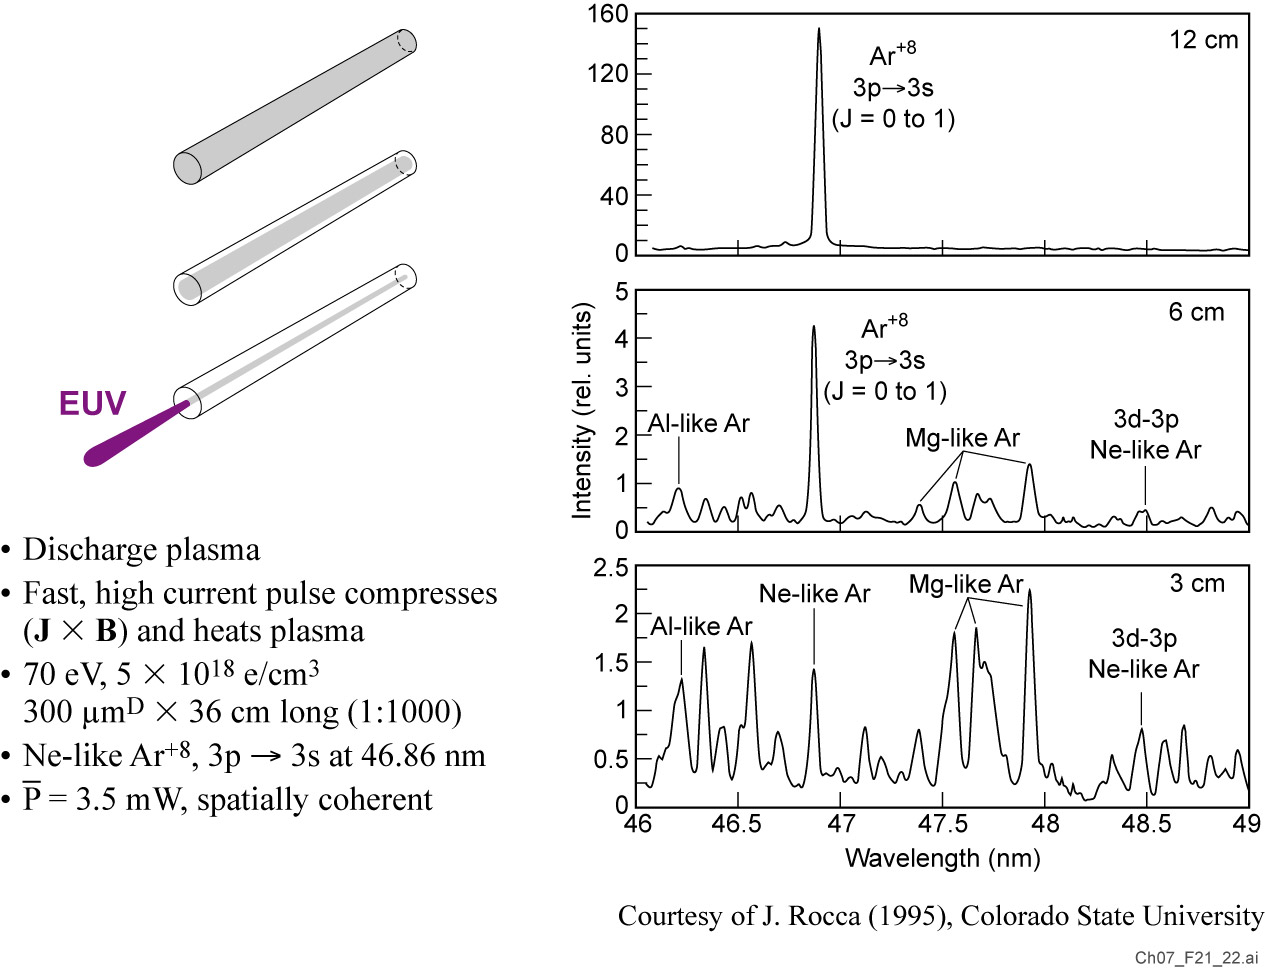 EUV
• Discharge plasma
• Fast, high current pulse compresses
(J × B) and heats plasma
• 70 eV, 5 × 10¹⁸ e/cm³
300 µmᴰ × 36 cm long (1:1000)
• Ne-like Ar⁺⁸, 3p → 3s at 46.86 nm
• P̅ = 3.5 mW, spatially coherent
Intensity (rel. units)
160
120
80
40
0
12 cm
Ar⁺⁸
3p→3s
(J = 0 to 1)
5
4
3
2
1
0
6 cm
Ar⁺⁸
3p→3s
(J = 0 to 1)
Al-like Ar
Mg-like Ar
3d-3p
Ne-like Ar
2.5
2
1.5
1
0.5
0
3 cm
Al-like Ar
Ne-like Ar
Mg-like Ar
3d-3p
Ne-like Ar
46 46.5 47 47.5 48 48.5 49
Wavelength (nm)
Courtesy of J. Rocca (1995), Colorado State University
Ch07_F21_22.ai